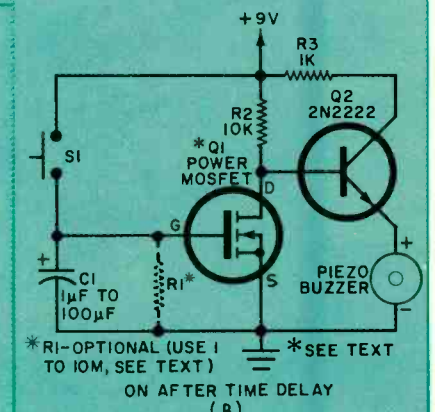 +9V
R3
1K
Q2
2N2222
R2
10K
*Q1
POWER
MOSFET
S1
D
G
S
+
C1
1µF TO
100µF
R1*
+
PIEZO
BUZZER
-
*R1-OPTIONAL (USE 1
TO 10M, SEE TEXT)
*SEE TEXT
ON AFTER TIME DELAY
(B)